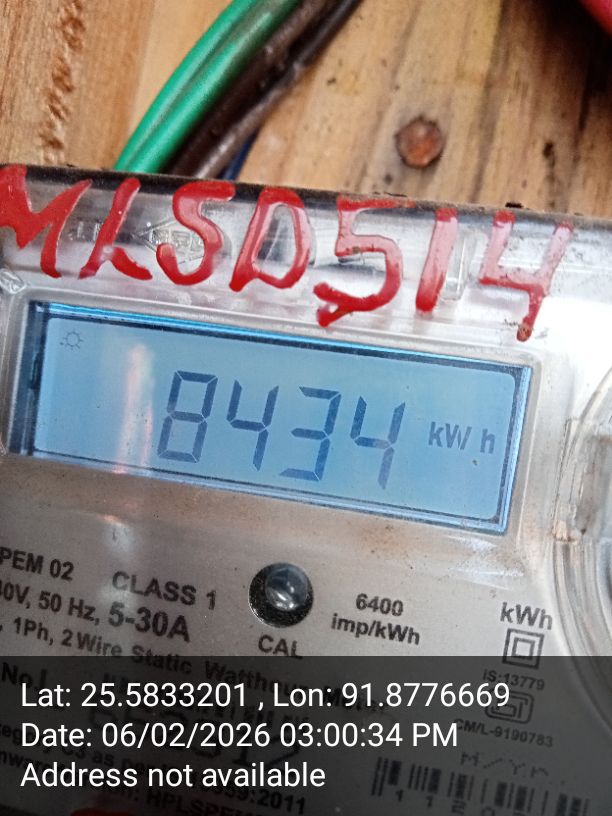 MLSD514
8434 kWh
PEM 02
CLASS 1
50 Hz, 5-30A
1Ph, 2 Wire Static
CAL
6400
imp/kWh
kWh
IS:13779
CM/L-9190783
Lat: 25.5833201 , Lon: 91.8776669
Date: 06/02/2026 03:00:34 PM
Address not available